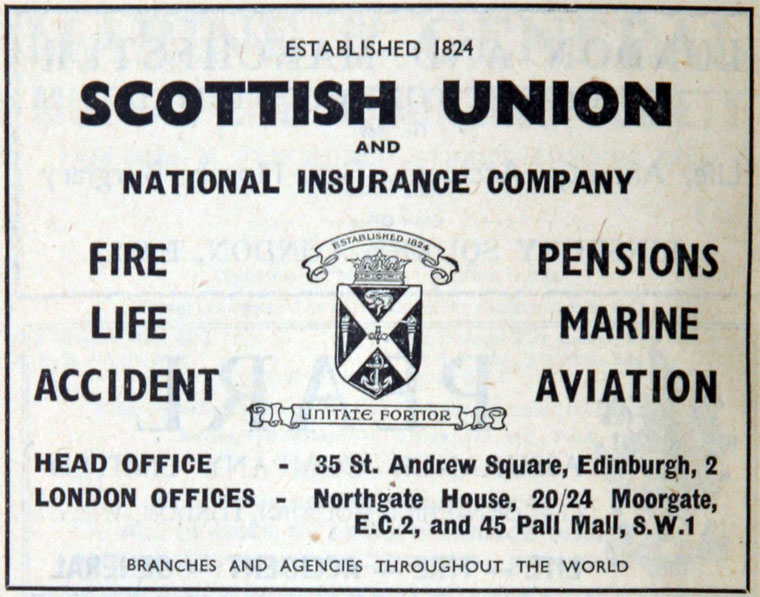 ESTABLISHED 1824
SCOTTISH UNION
AND
NATIONAL INSURANCE COMPANY
ESTABLISHED 1824
FIRE
LIFE
ACCIDENT
PENSIONS
MARINE
AVIATION
UNITATE FORTIOR
HEAD OFFICE - 35 St. Andrew Square, Edinburgh, 2
LONDON OFFICES - Northgate House, 20/24 Moorgate,
E.C.2, and 45 Pall Mall, S.W.1
BRANCHES AND AGENCIES THROUGHOUT THE WORLD